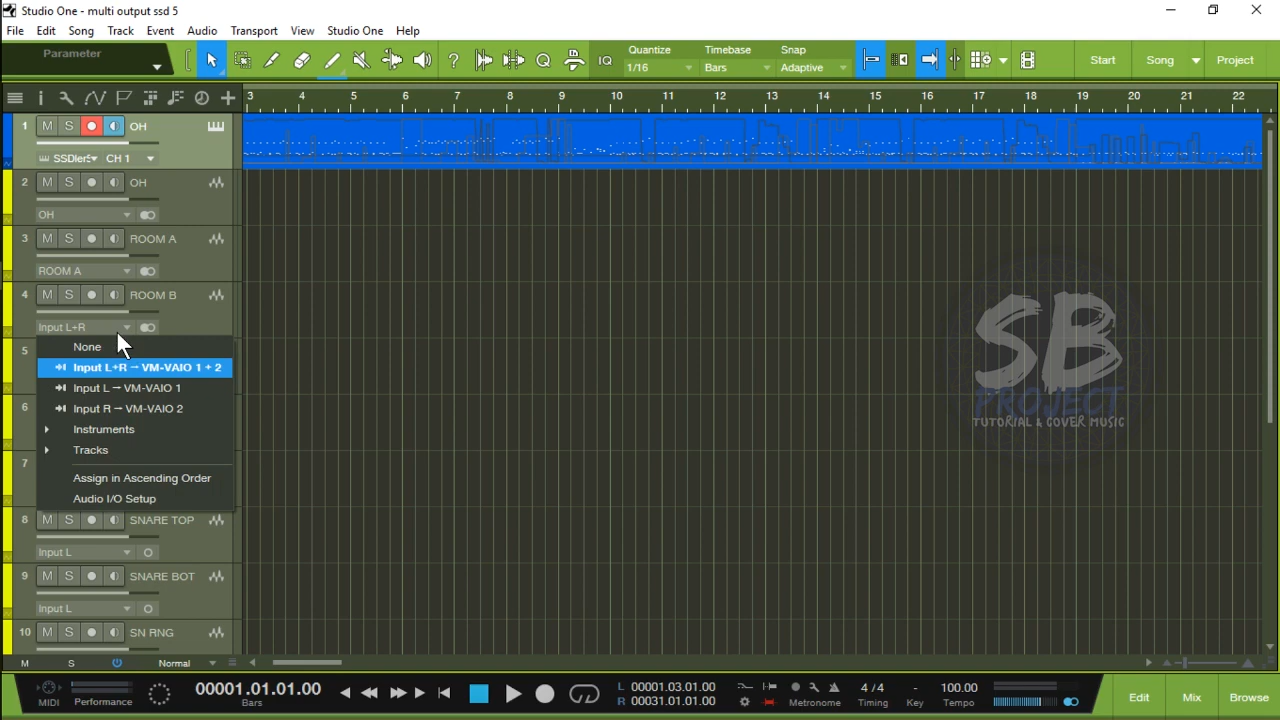 Studio One - multi output ssd 5
File Edit Song Track Event Audio Transport View Studio One Help
Parameter
? IQ
Quantize Timebase Snap
1/16 Bars Adaptive
Start Song Project
3 4 5 6 7 8 9 10 11 12 13 14 15 16 17 18 19 20 21 22
1 M S OH
CH 1
2 M S OH
OH
3 M S ROOM A
ROOM A
4 M S ROOM B
Input L+R
None
5
Input L+R → VM-VAIO 1 + 2
Input L → VM-VAIO 1
6
Input R → VM-VAIO 2
Instruments
Tracks
7
Assign in Ascending Order
Audio I/O Setup
8 M S SNARE TOP
Input L
9 M S SNARE BOT
Input L
10 M S SN RNG
SB
PROJECT
TUTORIAL & COVER MUSIC
M S Normal
MIDI Performance
00001.01.01.00
Bars
L 00001.03.01.00
R 00031.01.01.00
Metronome
4 / 4
Timing
-
Key
100.00
Tempo
Edit Mix Browse